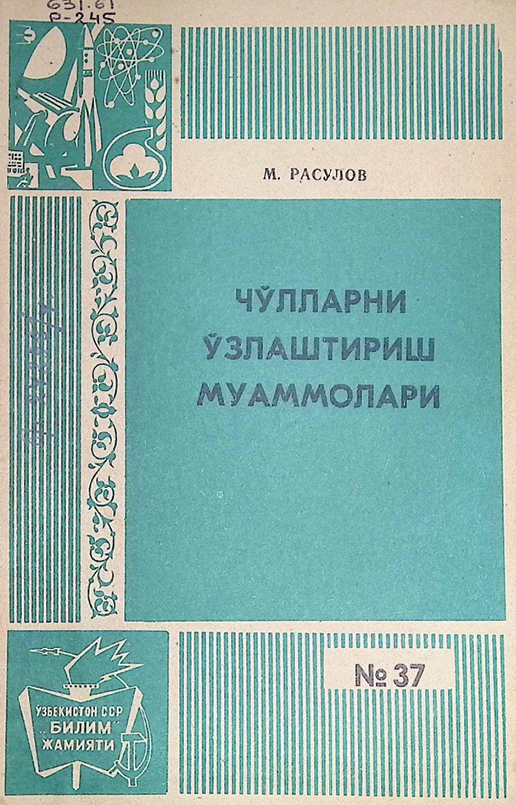 631.61
Р-245
М. РАСУЛОВ
ЧЎЛЛАРНИ
ЎЗЛАШТИРИШ
МУАММОЛАРИ
№ 37
ЎЗБЕКИСТОН ССР
„БИЛИМ"
ЖАМИЯТИ